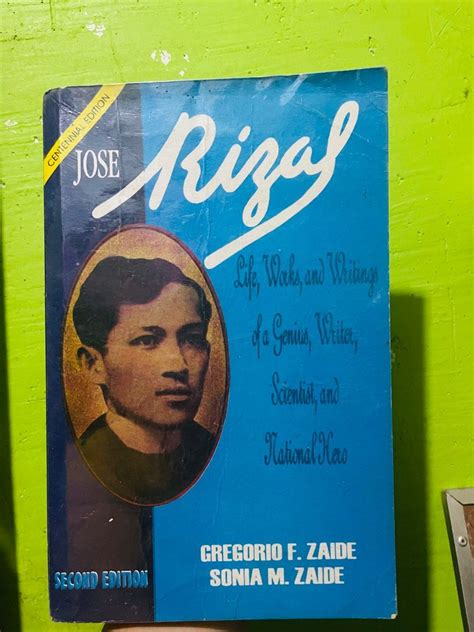 CENTENNIAL EDITION
JOSE
Rizal
Life, Works, and Writings
of a Genius, Writer,
Scientist, and
National Hero
GREGORIO F. ZAIDE
SONIA M. ZAIDE
SECOND EDITION